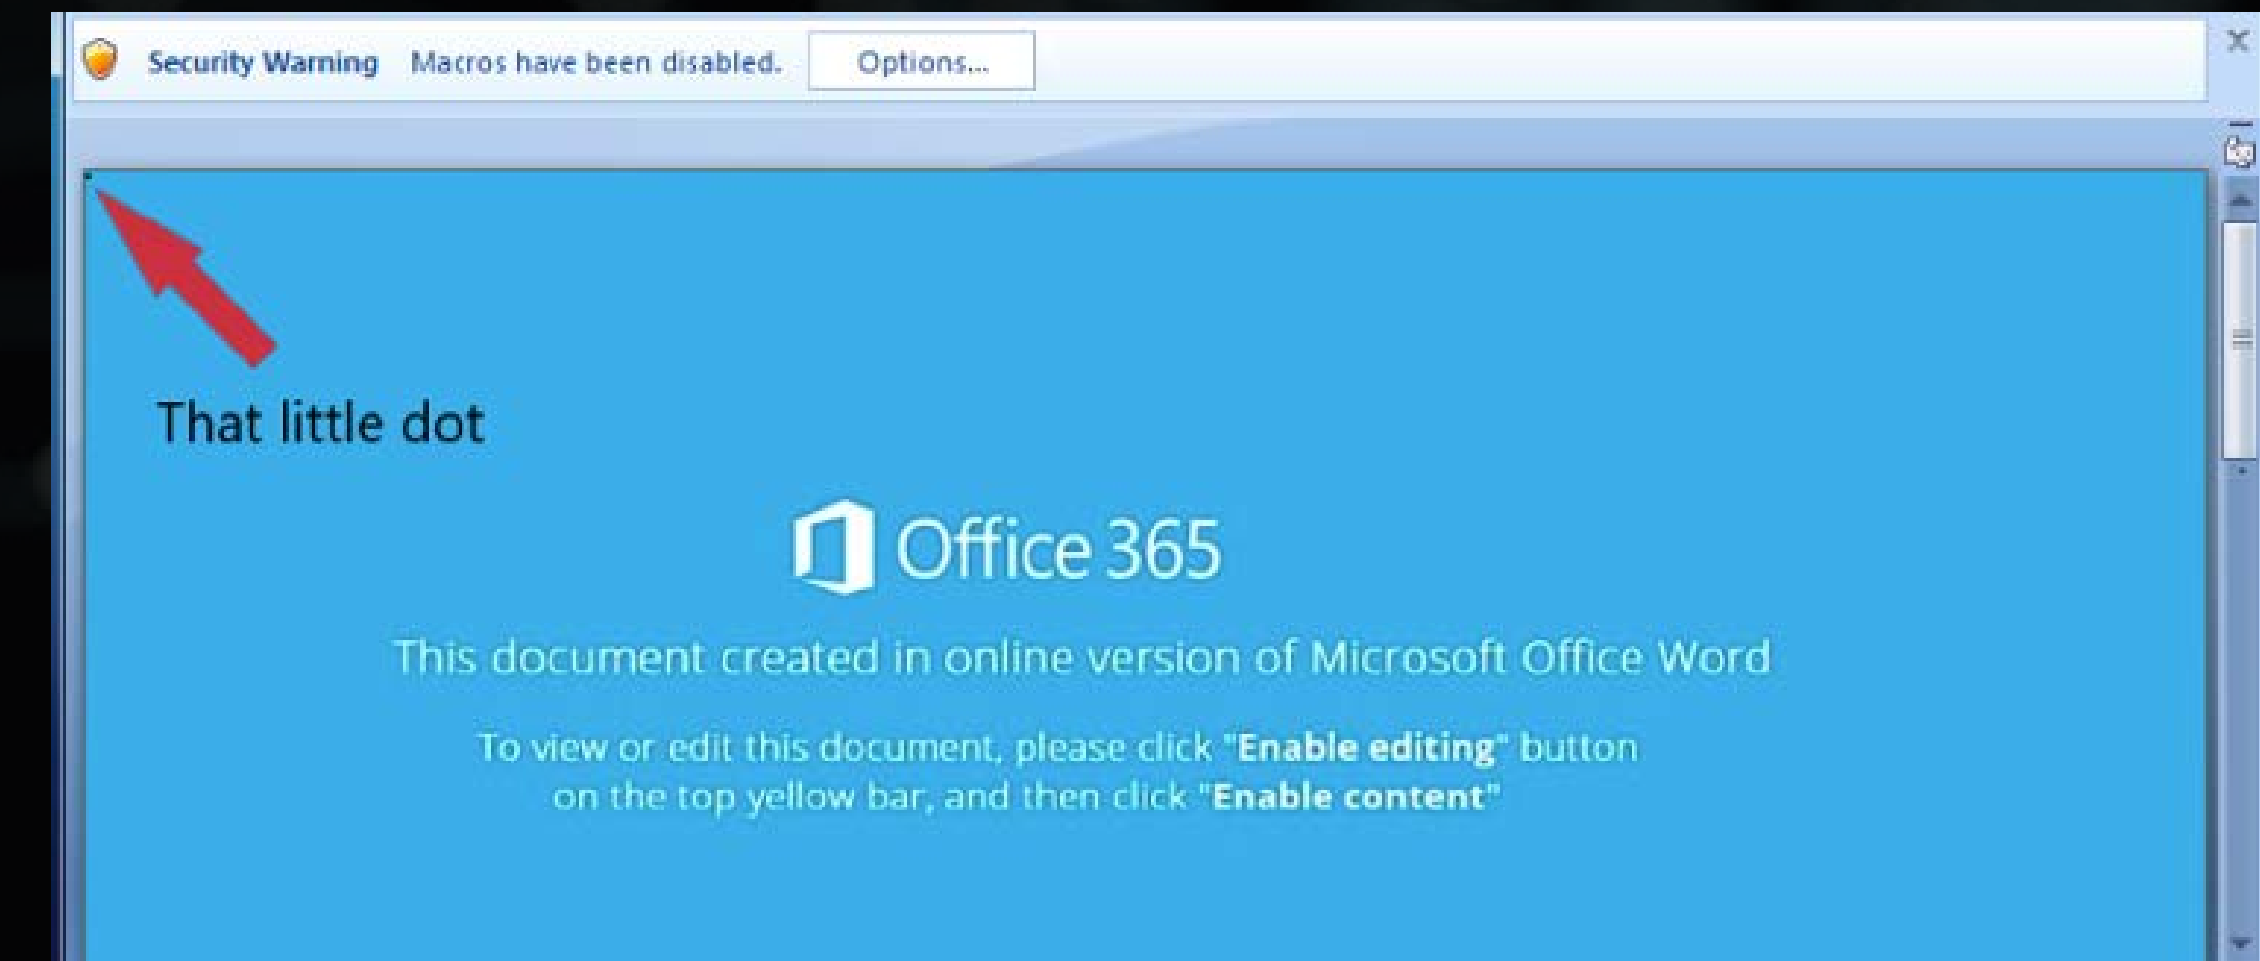 Security Warning Macros have been disabled. Options...
That little dot
Office 365
This document created in online version of Microsoft Office Word
To view or edit this document, please click "Enable editing" button
on the top yellow bar, and then click "Enable content"